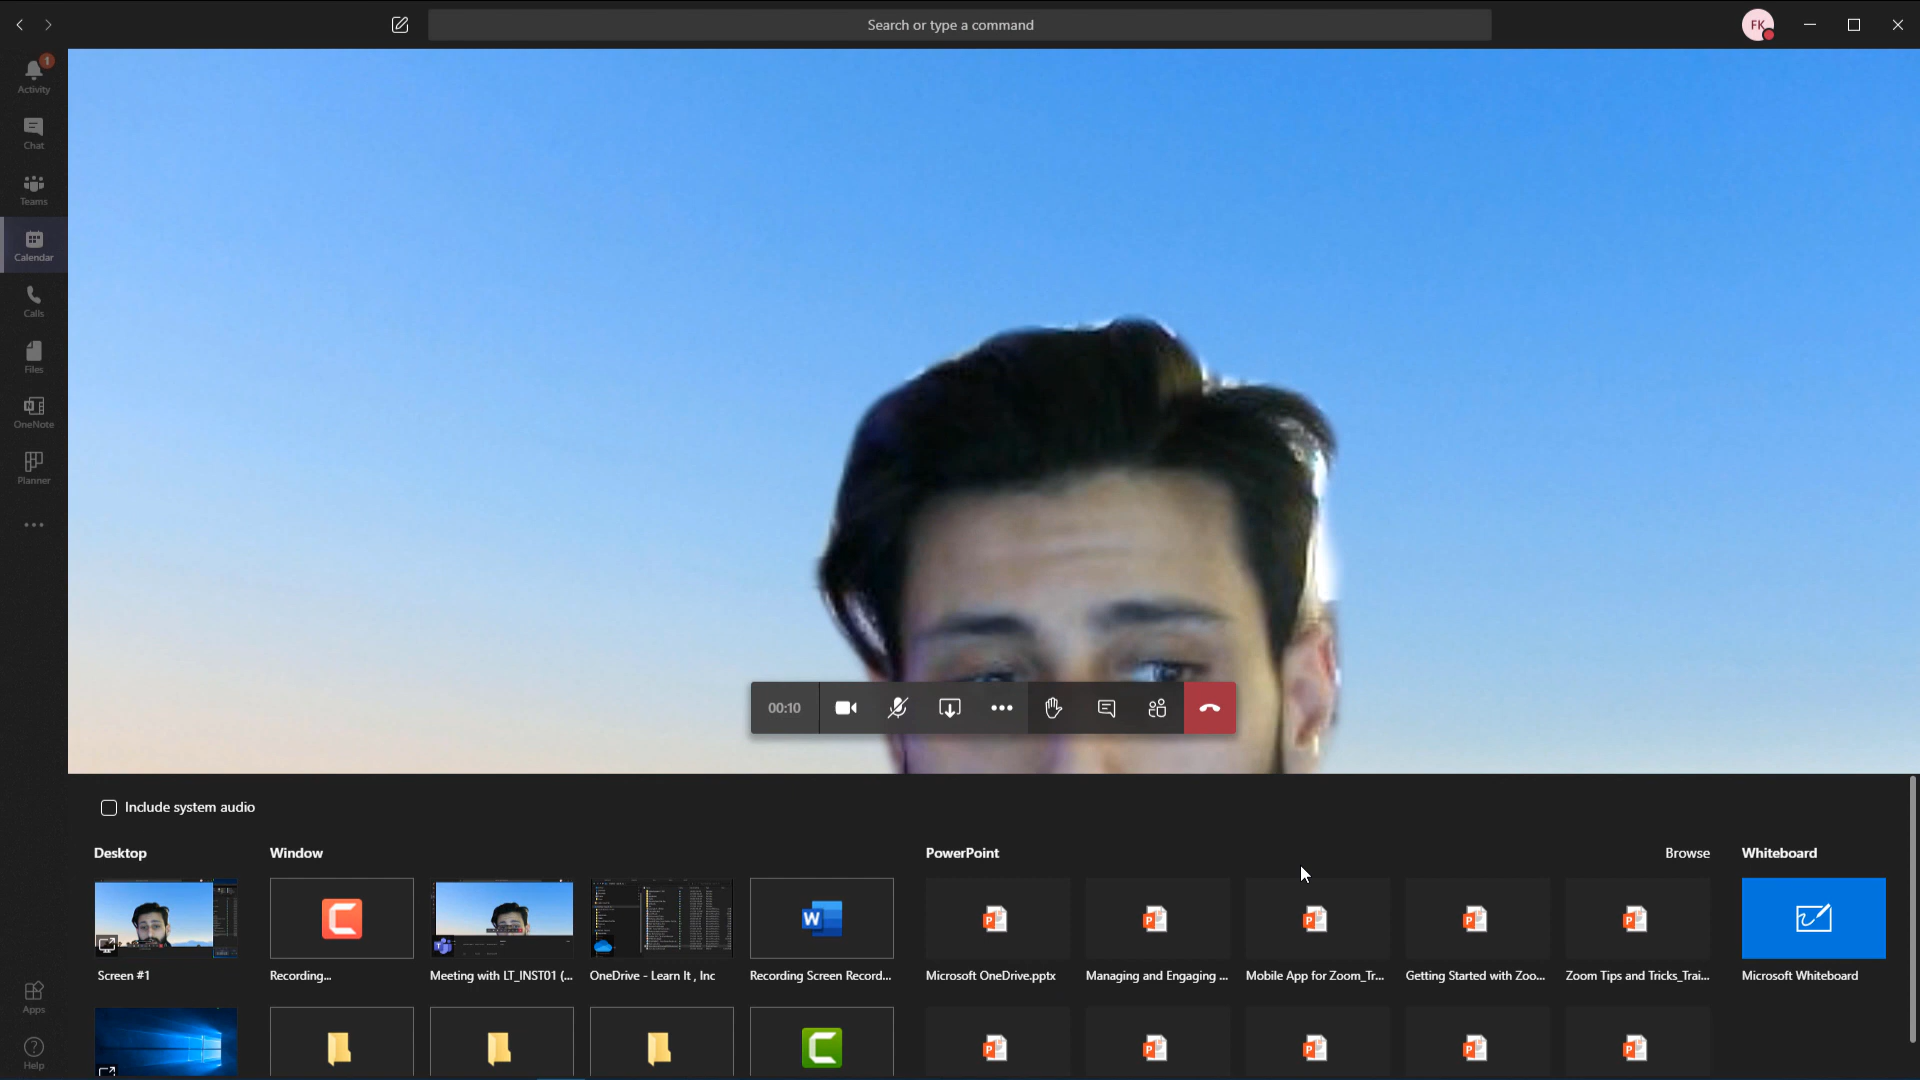 Search or type a command
FK
1
Activity
Chat
Teams
Calendar
Calls
Files
OneNote
Planner
Apps
Help
00:10
Include system audio
Desktop
Window
PowerPoint
Browse
Whiteboard
Screen #1
Recording...
Meeting with LT_INST01 (...
OneDrive - Learn It , Inc
Recording Screen Record...
Microsoft OneDrive.pptx
Managing and Engaging ...
Mobile App for Zoom_Tr...
Getting Started with Zoo...
Zoom Tips and Tricks_Trai...
Microsoft Whiteboard